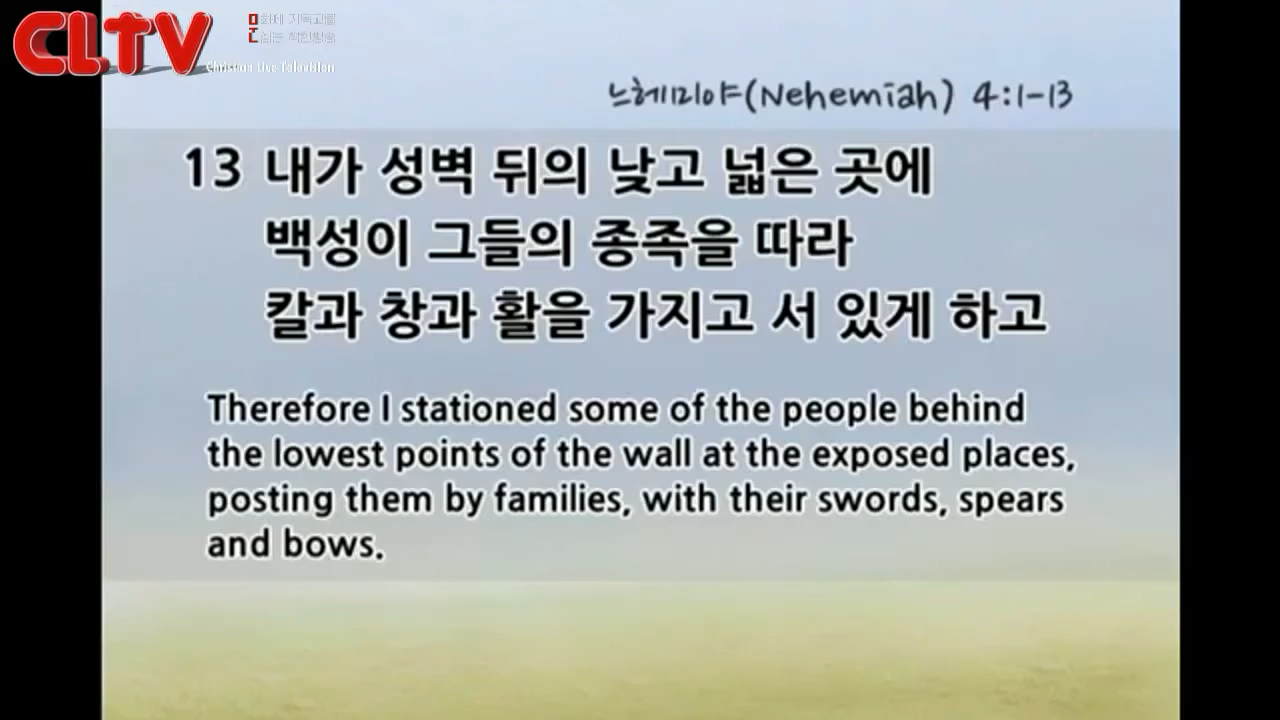 CLTV
Christian Live Television
느헤미야(Nehemiah) 4:1-13
13 내가 성벽 뒤의 낮고 넓은 곳에
백성이 그들의 종족을 따라
칼과 창과 활을 가지고 서 있게 하고
Therefore I stationed some of the people behind
the lowest points of the wall at the exposed places,
posting them by families, with their swords, spears
and bows.